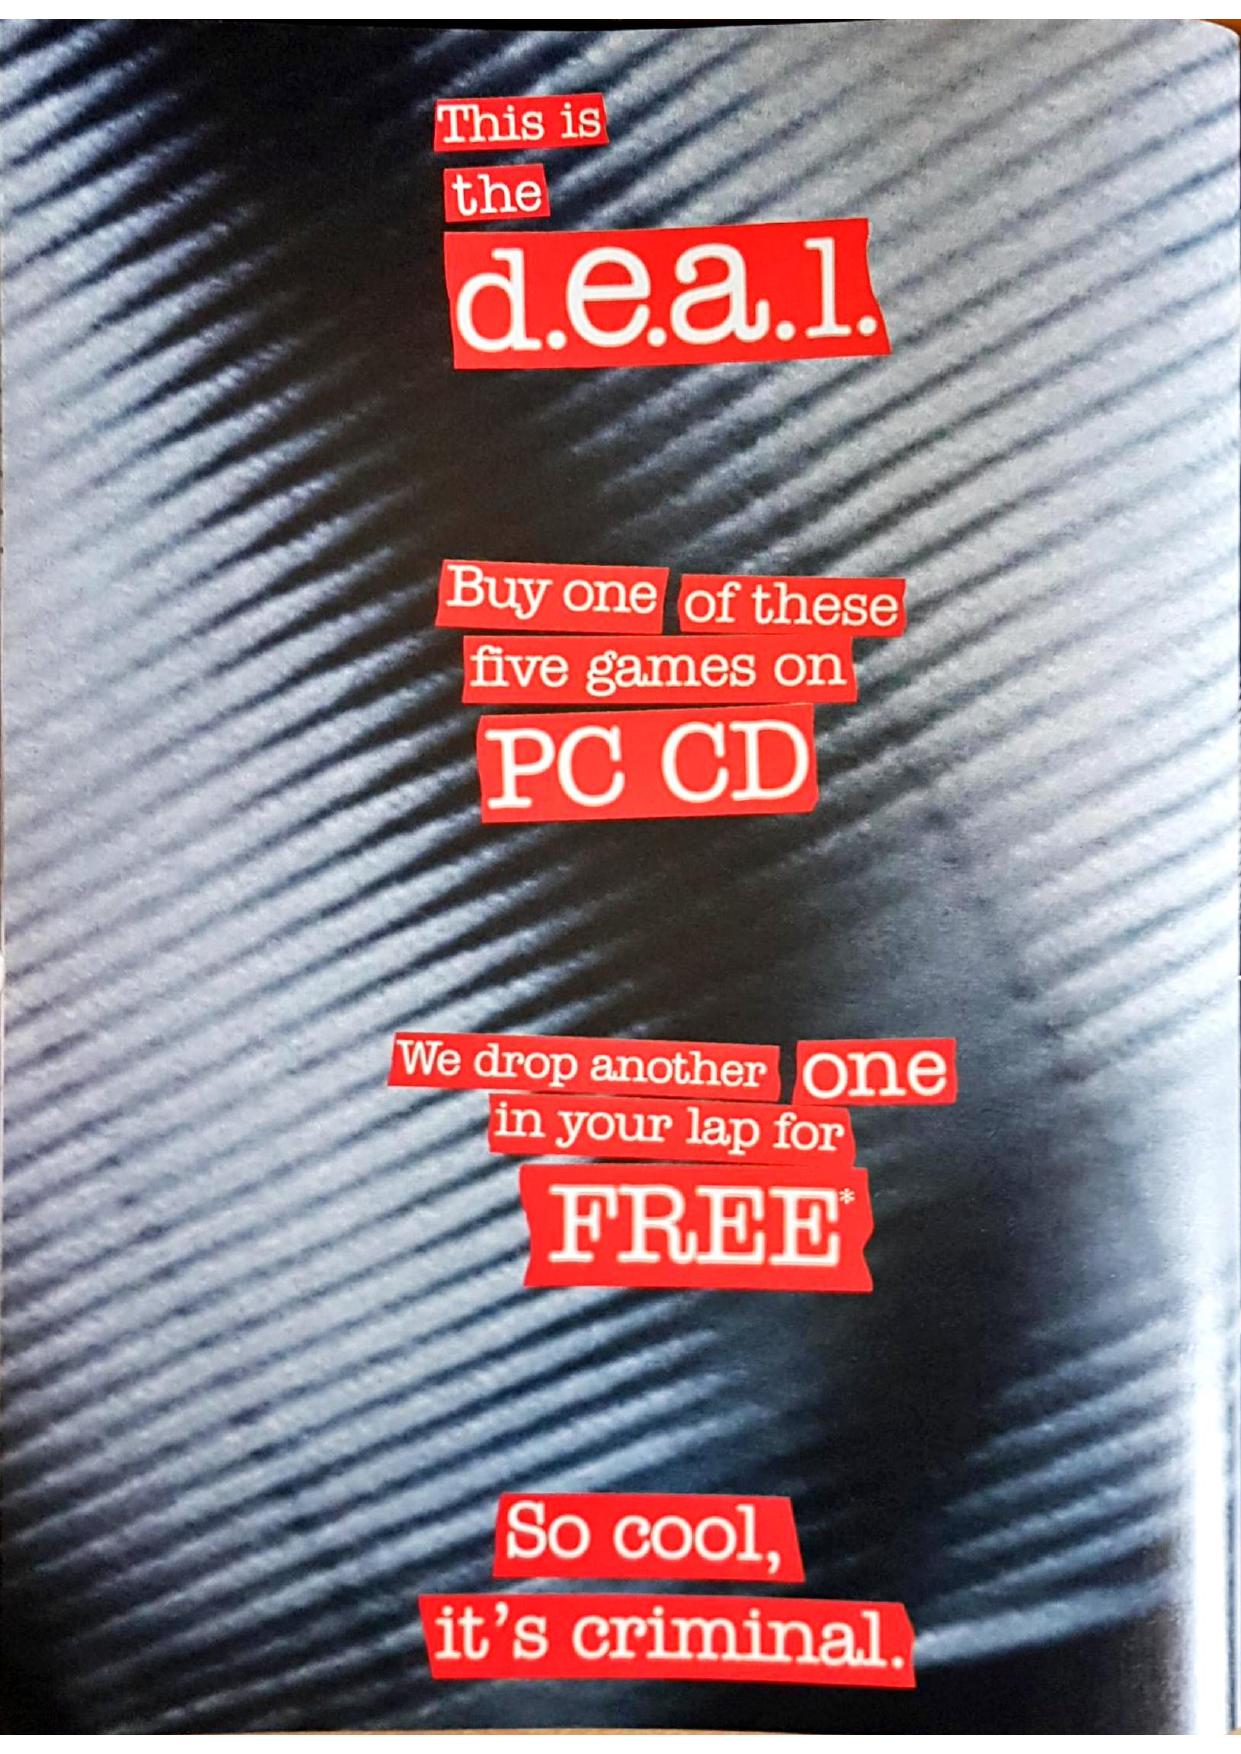 This is
the
d.e.a.l.
Buy one of these
five games on
PC CD
We drop another one
in your lap for
FREE*
So cool,
it's criminal.